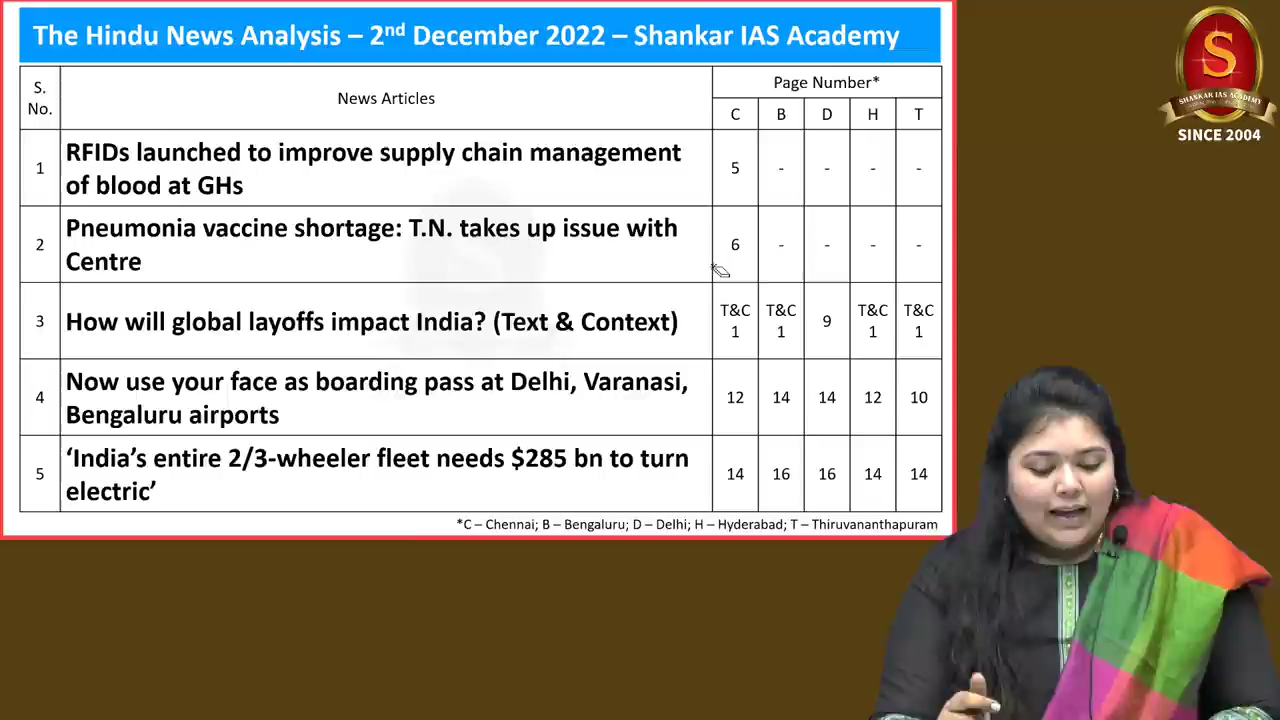 The Hindu News Analysis – 2nd December 2022 – Shankar IAS Academy
S. No. News Articles Page Number*
C B D H T
1 RFIDs launched to improve supply chain management
of blood at GHs 5 - - - -
2 Pneumonia vaccine shortage: T.N. takes up issue with
Centre 6 - - - -
3 How will global layoffs impact India? (Text & Context) T&C 1 T&C 1 9 T&C 1 T&C 1
4 Now use your face as boarding pass at Delhi, Varanasi,
Bengaluru airports 12 14 14 12 10
5 ‘India’s entire 2/3-wheeler fleet needs $285 bn to turn
electric’ 14 16 16 14 14
*C – Chennai; B – Bengaluru; D – Delhi; H – Hyderabad; T – Thiruvananthapuram
S
SHANKAR IAS ACADEMY
SINCE 2004